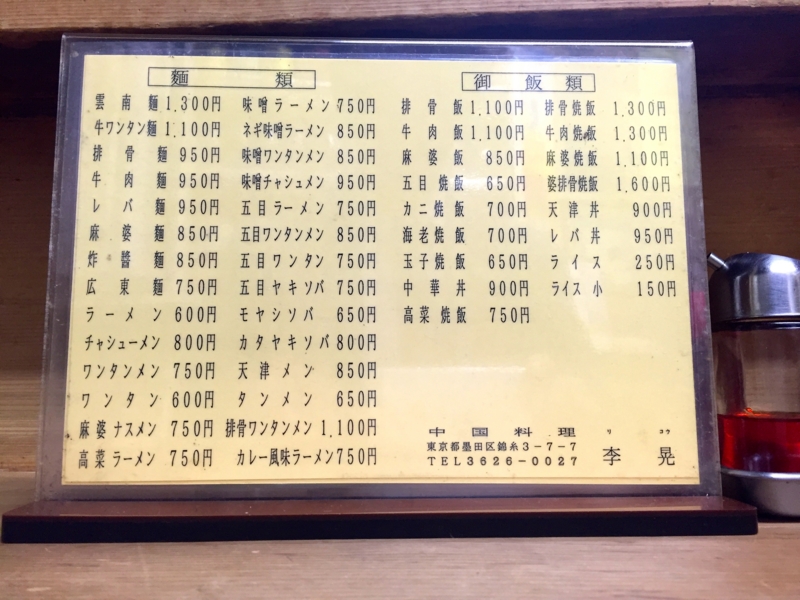 麺類
雲南麺 1.300円
牛ワンタン麺 1.100円
排骨麺 950円
牛肉麺 950円
レバ麺 950円
麻婆麺 850円
炸醬麺 850円
広東麺 750円
ラーメン 600円
チャシューメン 800円
ワンタンメン 750円
ワンタン 600円
麻婆ナスメン 750円
高菜ラーメン 750円
味噌ラーメン 750円
ネギ味噌ラーメン 850円
味噌ワンタンメン 850円
味噌チャシュメン 950円
五目ラーメン 750円
五目ワンタンメン 850円
五目ワンタン 750円
五目ヤキソバ 750円
モヤシソバ 650円
カタヤキソバ 800円
天津メン 850円
タンメン 650円
排骨ワンタンメン 1.100円
カレー風味ラーメン 750円
御飯類
排骨飯 1.100円
牛肉飯 1.100円
麻婆飯 850円
五目焼飯 650円
カニ焼飯 700円
海老焼飯 700円
玉子焼飯 650円
中華丼 900円
高菜焼飯 750円
排骨焼飯 1.300円
牛肉焼飯 1.300円
麻婆焼飯 1.100円
婆排骨焼飯 1.600円
天津丼 900円
レバ丼 950円
ライス 250円
ライス小 150円
中国料理
リ コウ
李晃
東京都墨田区錦糸3-7-7
TEL3626-0027